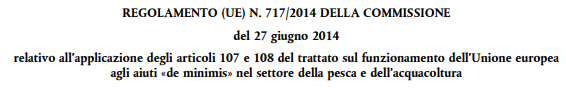 REGOLAMENTO (UE) N. 717/2014 DELLA COMMISSIONE
del 27 giugno 2014
relativo all'applicazione degli articoli 107 e 108 del trattato sul funzionamento dell'Unione europea
agli aiuti «de minimis» nel settore della pesca e dell'acquacoltura